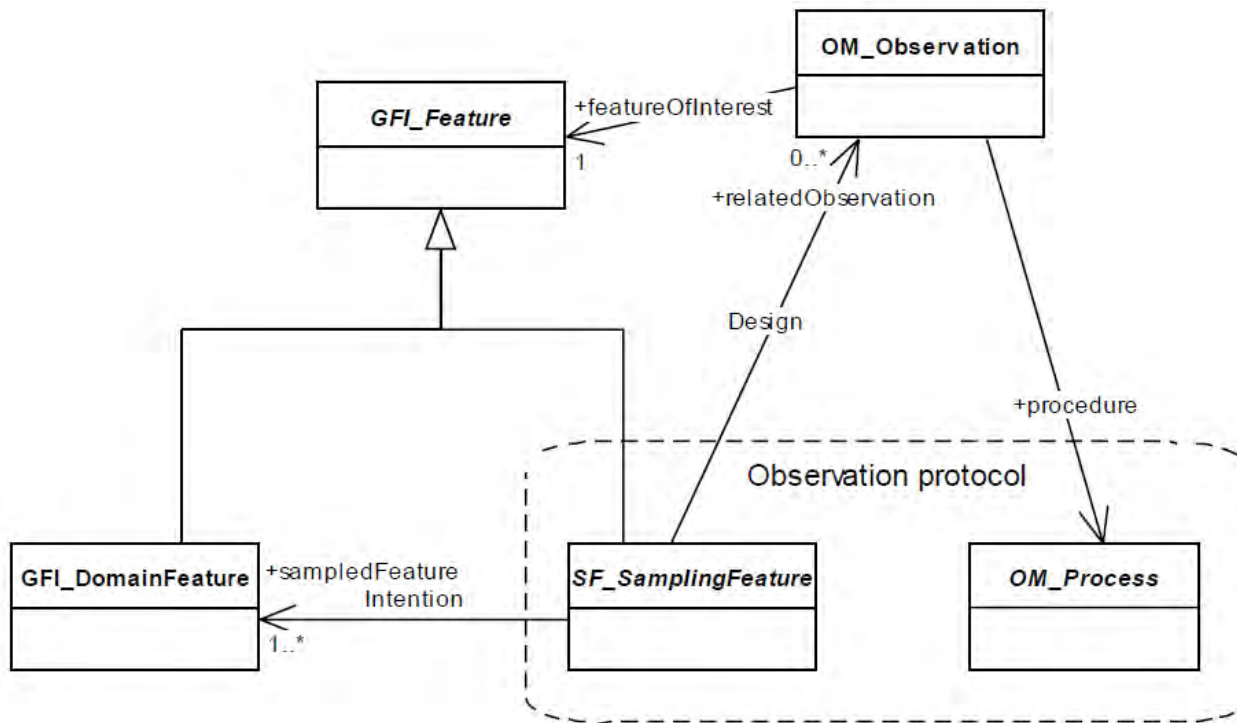 OM_Observation
GFI_Feature
+featureOfInterest
1
0..*
+relatedObservation
Design
+procedure
Observation protocol
GFI_DomainFeature
+sampledFeature
Intention
1..*
SF_SamplingFeature
OM_Process